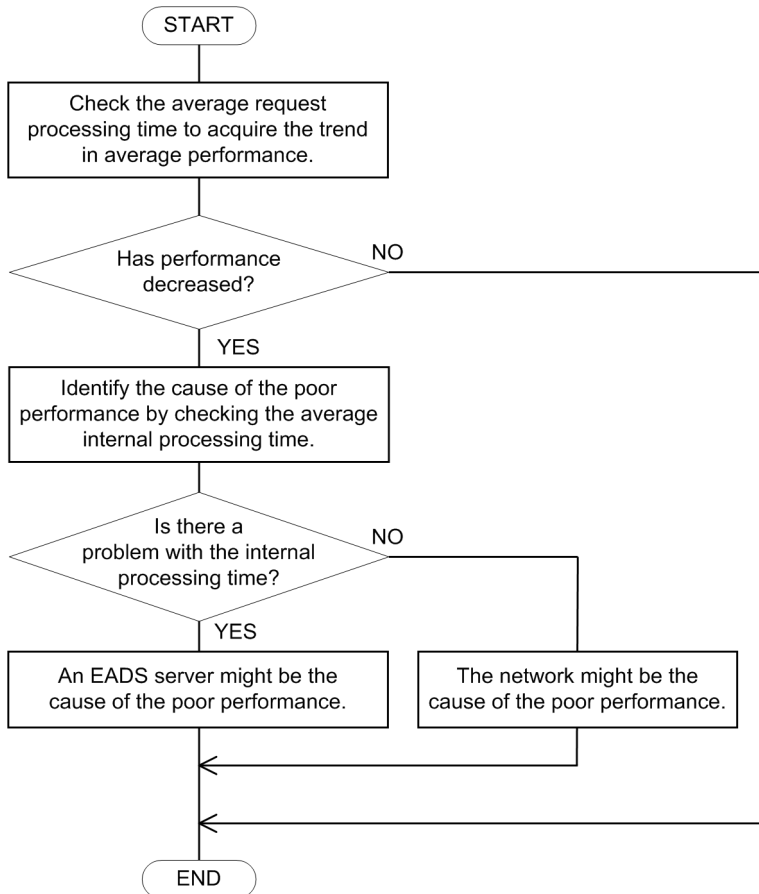 START
Check the average request
processing time to acquire the trend
in average performance.
Has performance
decreased?
NO
YES
Identify the cause of the poor
performance by checking the average
internal processing time.
Is there a
problem with the internal
processing time?
NO
YES
An EADS server might be the
cause of the poor performance.
The network might be the
cause of the poor performance.
END